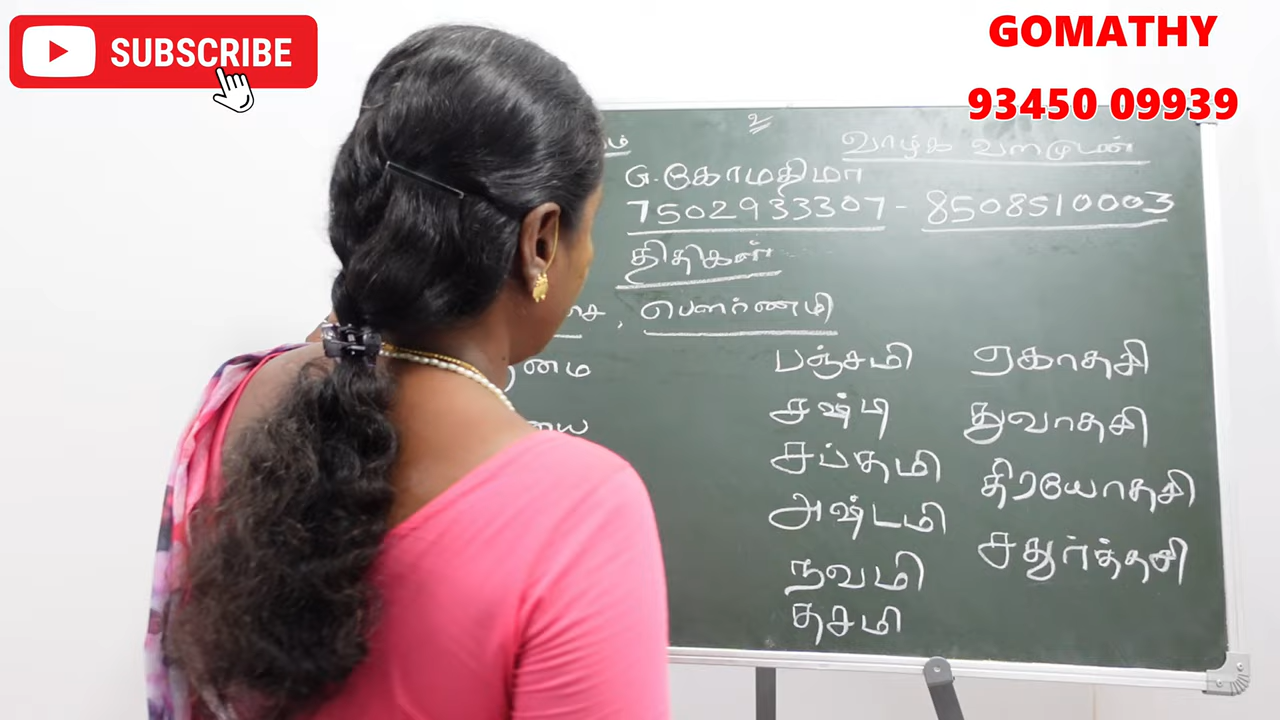 SUBSCRIBE
GOMATHY
93450 09939
உ
வாழ்க வளமுடன்
G.கோமதிமா
7502933307 - 8508510003
திதிகள்
, பௌர்ணமி
பஞ்சமி
சஷ்டி
சப்தமி
அஷ்டமி
நவமி
தசமி
ஏகாதசி
துவாதசி
திரயோதசி
சதுர்த்தசி